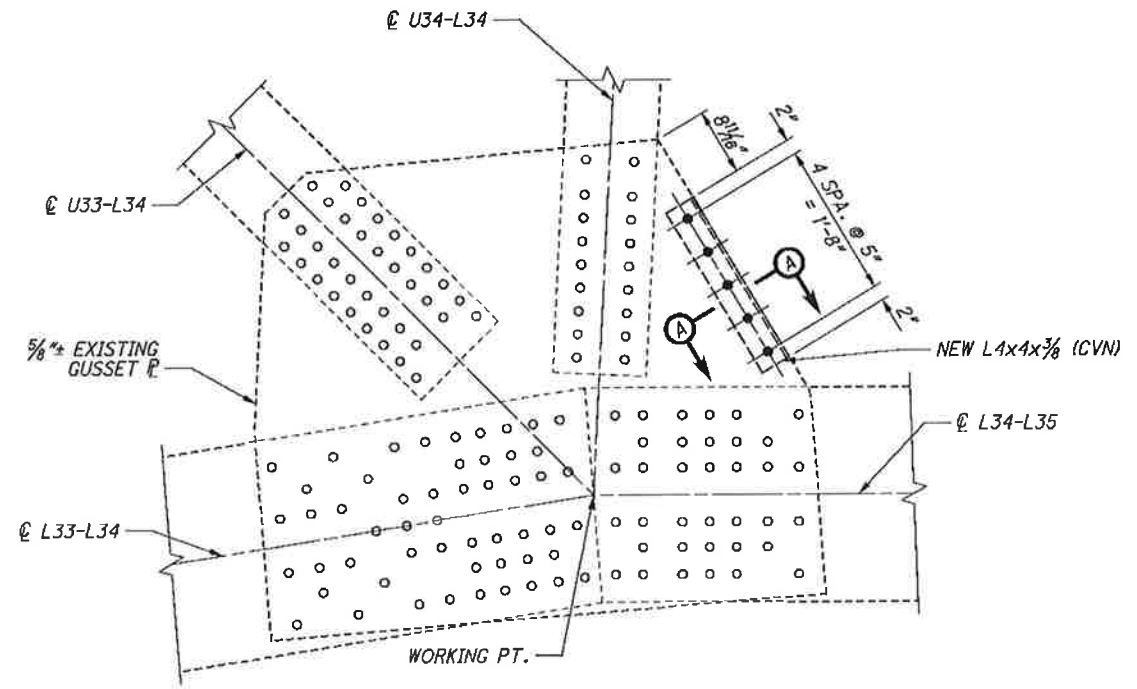 ℄ U34-L34
℄ U33-L34
8 11/16"
2"
4 SPA. @ 5"
= 1'-8"
A
A
2"
5/8"± EXISTING
GUSSET ℙL
NEW L4x4x3/8 (CVN)
℄ L34-L35
℄ L33-L34
WORKING PT.